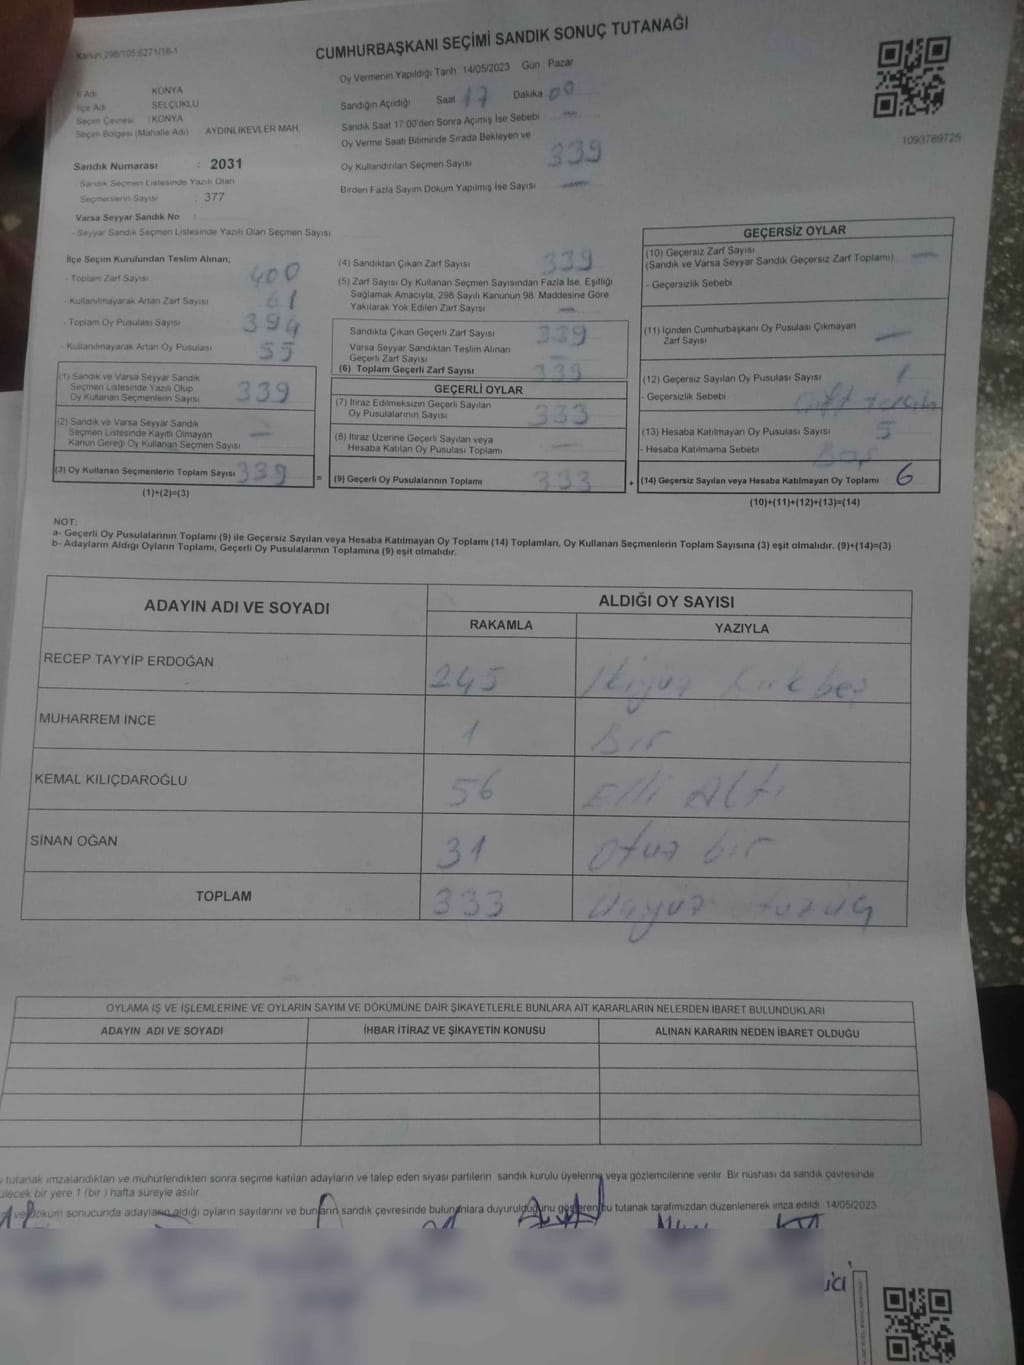 Kanun:298/105:6271/18-1
CUMHURBAŞKANI SEÇİMİ SANDIK SONUÇ TUTANAĞI
Oy Vermenin Yapıldığı Tarih 14/05/2023 Gün : Pazar
İl Adı KONYA
İlçe Adı SELÇUKLU
Seçim Çevresi : KONYA
Seçim Bölgesi (Mahalle Adı) AYDINLIKEVLER MAH
Sandık Numarası : 2031
- Sandık Seçmen Listesinde Yazılı Olan
Seçmenlerin Sayısı : 377
Varsa Seyyar Sandık No
- Seyyar Sandık Seçmen Listesinde Yazılı Olan Seçmen Sayısı
Sandığın Açıldığı Saat 17 Dakika 00
Sandık Saat 17:00'den Sonra Açımış İse Sebebi —
Oy Verme Saati Bitiminde Sırada Bekleyen ve
Oy Kullandırılan Seçmen Sayısı 339
Birden Fazla Sayım Döküm Yapılmış İse Sayısı —
1093789725
İlçe Seçim Kurulundan Teslim Alınan;
- Toplam Zarf Sayısı 400
- Kullanılmayarak Artan Zarf Sayısı 61
- Toplam Oy Pusulası Sayısı 394
- Kullanılmayarak Artan Oy Pusulası 55
(1) Sandık ve Varsa Seyyar Sandık
Seçmen Listesinde Yazılı Olup
Oy Kullanan Seçmenlerin Sayısı 339
(2) Sandık ve Varsa Seyyar Sandık
Seçmen Listesinde Kayıtlı Olmayan
Kanun Gereği Oy Kullanan Seçmen Sayısı —
(3) Oy Kullanan Seçmenlerin Toplam Sayısı 339
(1)+(2)=(3)
(4) Sandıktan Çıkan Zarf Sayısı 339
(5) Zarf Sayısı Oy Kullanan Seçmen Sayısından Fazla İse, Eşitliği
Sağlamak Amacıyla, 298 Sayılı Kanunun 98. Maddesine Göre
Yakılarak Yok Edilen Zarf Sayısı —
Sandıkta Çıkan Geçerli Zarf Sayısı 339
Varsa Seyyar Sandıktan Teslim Alınan
Geçerli Zarf Sayısı —
(6) Toplam Geçerli Zarf Sayısı 339
GEÇERLİ OYLAR
(7) İtiraz Edilmeksizin Geçerli Sayılan
Oy Pusulalarının Sayısı 333
(8) İtiraz Üzerine Geçerli Sayılan veya
Hesaba Katılan Oy Pusulası Toplamı —
= (9) Geçerli Oy Pusulalarının Toplamı 333
GEÇERSİZ OYLAR
(10) Geçersiz Zarf Sayısı —
(Sandık ve Varsa Seyyar Sandık Geçersiz Zarf Toplamı)
- Geçersizlik Sebebi
(11) İçinden Cumhurbaşkanı Oy Pusulası Çıkmayan
Zarf Sayısı —
(12) Geçersiz Sayılan Oy Pusulası Sayısı 1
- Geçersizlik Sebebi Çift tercih
(13) Hesaba Katılmayan Oy Pusulası Sayısı 5
- Hesaba Katılmama Sebebi Boş
+ (14) Geçersiz Sayılan veya Hesaba Katılmayan Oy Toplamı 6
(10)+(11)+(12)+(13)=(14)
NOT:
a- Geçerli Oy Pusulalarının Toplamı (9) ile Geçersiz Sayılan veya Hesaba Katılmayan Oy Toplamı (14) Toplamları, Oy Kullanan Seçmenlerin Toplam Sayısına (3) eşit olmalıdır. (9)+(14)=(3)
b- Adayların Aldığı Oyların Toplamı, Geçerli Oy Pusulalarının Toplamına (9) eşit olmalıdır.
ADAYIN ADI VE SOYADI ALDIĞI OY SAYISI
RAKAMLA YAZIYLA
RECEP TAYYİP ERDOĞAN 245 İkiyüz Kırkbeş
MUHARREM İNCE 1 Bir
KEMAL KILIÇDAROĞLU 56 Elli Altı
SİNAN OĞAN 31 Otuz bir
TOPLAM 333 Üçyüz otuzüç
OYLAMA İŞ VE İŞLEMLERİNE VE OYLARIN SAYIM VE DÖKÜMÜNE DAİR ŞİKAYETLERLE BUNLARA AİT KARARLARIN NELERDEN İBARET BULUNDUKLARI
ADAYIN ADI VE SOYADI İHBAR İTİRAZ VE ŞİKAYETİN KONUSU ALINAN KARARIN NEDEN İBARET OLDUĞU
tutanak imzalandıktan ve mühürlendikten sonra seçime katılan adayların ve talep eden siyasi partilerin sandık kurulu üyelerine veya gözlemcilerine verilir. Bir nüshası da sandık çevresinde
bir yere 1 (bir ) hafta süreyle asılır
ve döküm sonucunda adayların aldığı oyların sayılarını ve bunların sandık çevresinde bulunanlara duyurulduğunu gösteren bu tutanak tarafımızdan düzenlenerek imza edildi. 14/05/2023